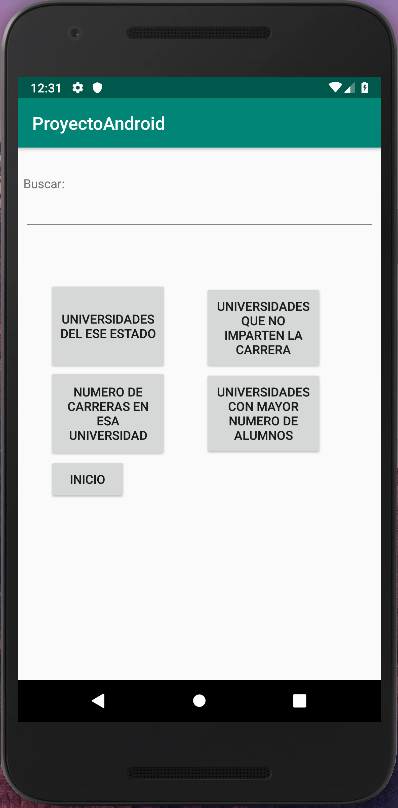 12:31
ProyectoAndroid
Buscar:
UNIVERSIDADES
DEL ESE ESTADO
UNIVERSIDADES
QUE NO
IMPARTEN LA
CARRERA
NUMERO DE
CARRERAS EN
ESA
UNIVERSIDAD
UNIVERSIDADES
CON MAYOR
NUMERO DE
ALUMNOS
INICIO